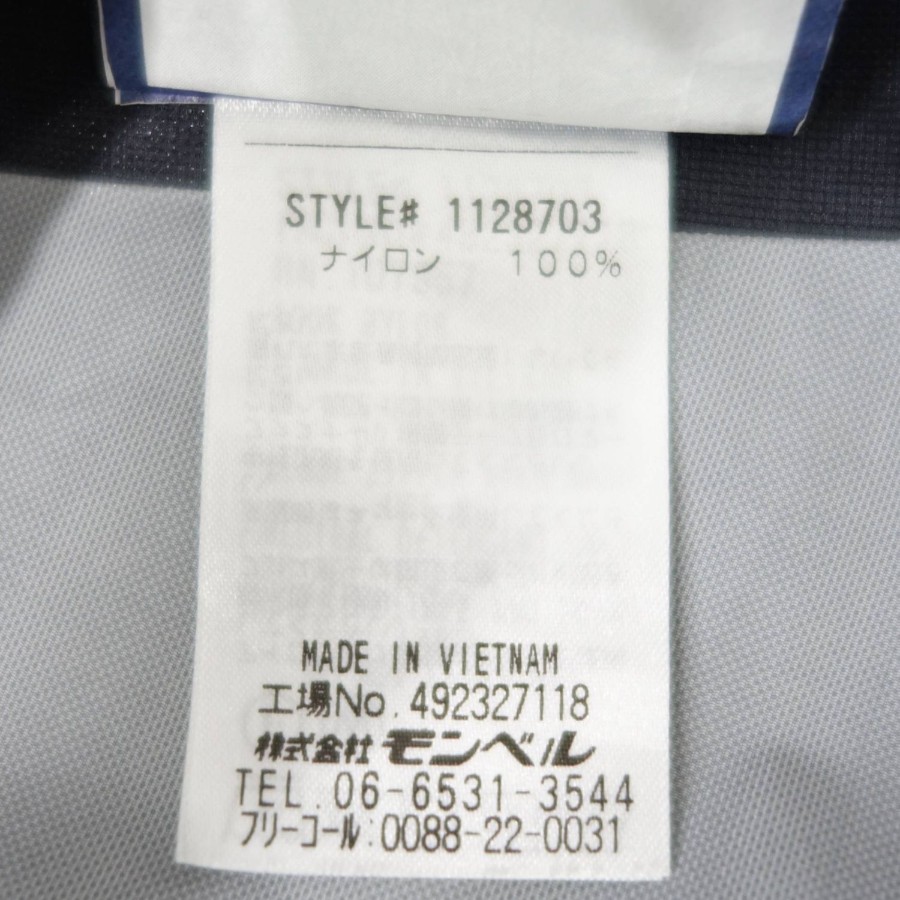 STYLE# 1128703
ナイロン 100%
MADE IN VIETNAM
工場No.492327118
株式会社モンベル
TEL.06-6531-3544
フリーコール:0088-22-0031